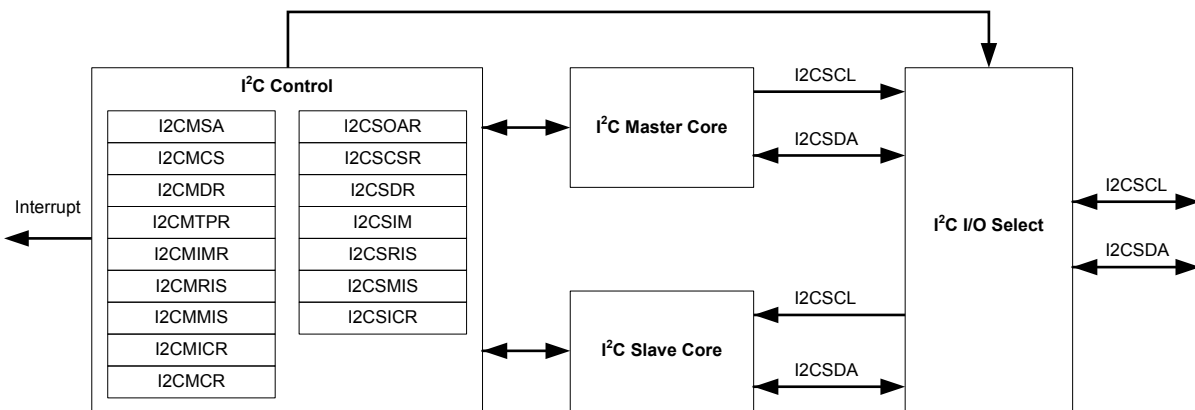 I²C Control
I2CMSA
I2CMCS
I2CMDR
I2CMTPR
I2CMIMR
I2CMRIS
I2CMMIS
I2CMICR
I2CMCR
I2CSOAR
I2CSCSR
I2CSDR
I2CSIM
I2CSRIS
I2CSMIS
I2CSICR
Interrupt
I²C Master Core
I2CSCL
I2CSDA
I²C Slave Core
I2CSCL
I2CSDA
I²C I/O Select
I2CSCL
I2CSDA